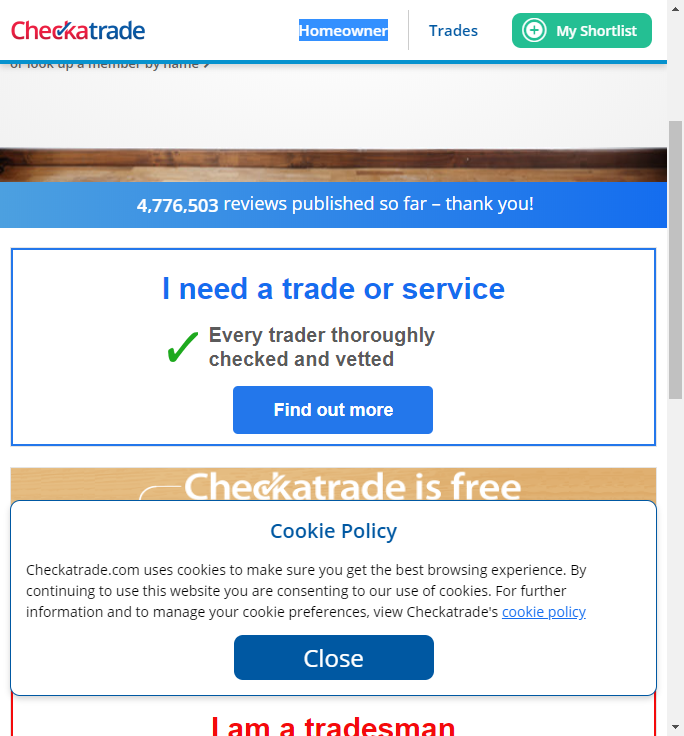 Checkatrade
Homeowner
Trades
My Shortlist
or look up a member by name
4,776,503 reviews published so far – thank you!
I need a trade or service
Every trader thoroughly
checked and vetted
Find out more
Checkatrade is free
Cookie Policy
Checkatrade.com uses cookies to make sure you get the best browsing experience. By
continuing to use this website you are consenting to our use of cookies. For further
information and to manage your cookie preferences, view Checkatrade's cookie policy
Close
I am a tradesman